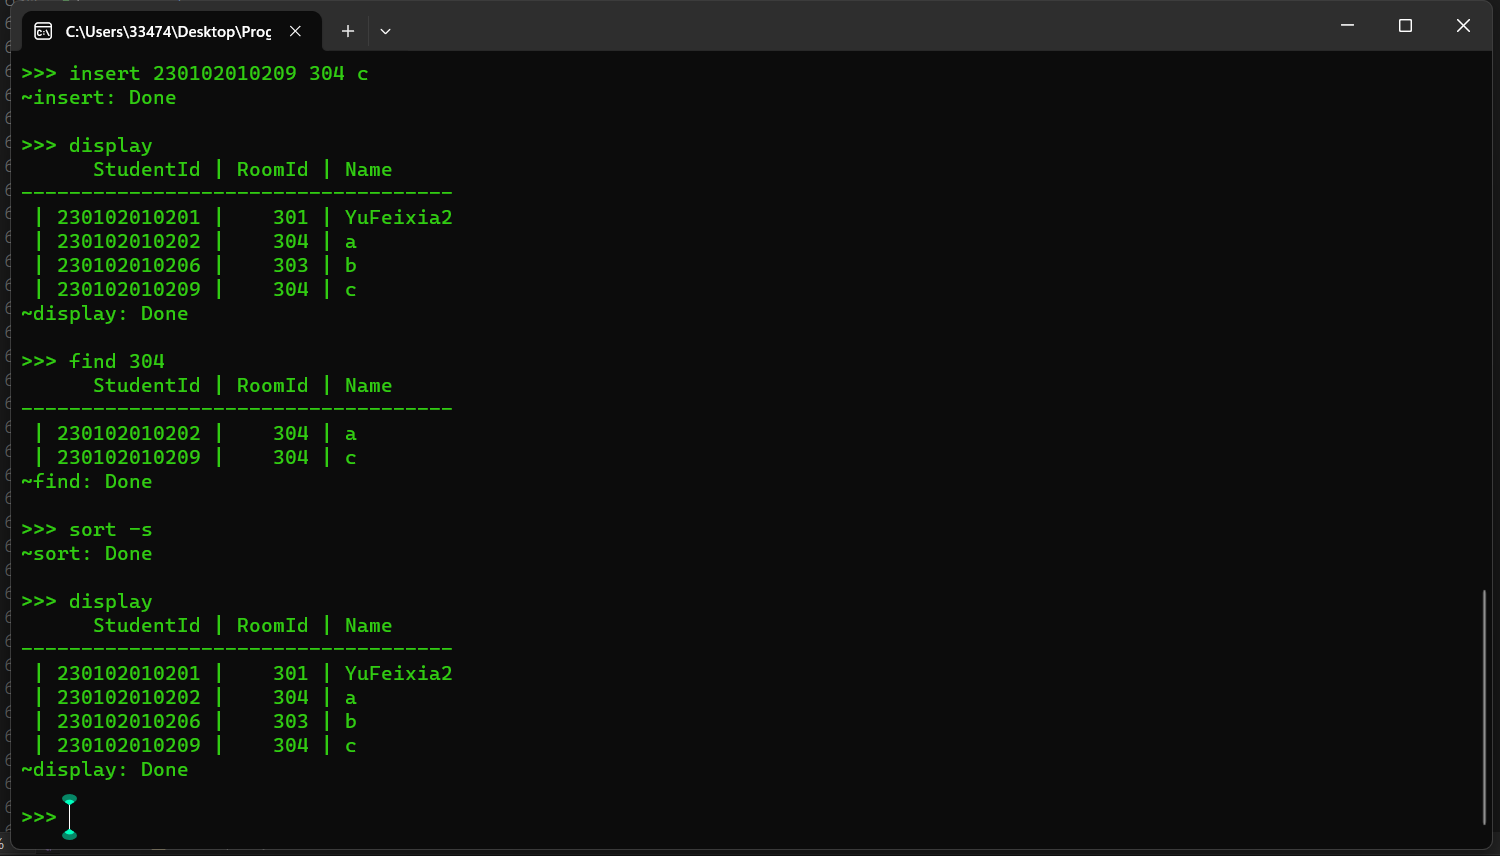 C:\Users\33474\Desktop\Prog
>>> insert 230102010209 304 c
~insert: Done
>>> display
StudentId | RoomId | Name
------------------------------------
| 230102010201 | 301 | YuFeixia2
| 230102010202 | 304 | a
| 230102010206 | 303 | b
| 230102010209 | 304 | c
~display: Done
>>> find 304
StudentId | RoomId | Name
------------------------------------
| 230102010202 | 304 | a
| 230102010209 | 304 | c
~find: Done
>>> sort -s
~sort: Done
>>> display
StudentId | RoomId | Name
------------------------------------
| 230102010201 | 301 | YuFeixia2
| 230102010202 | 304 | a
| 230102010206 | 303 | b
| 230102010209 | 304 | c
~display: Done
>>>